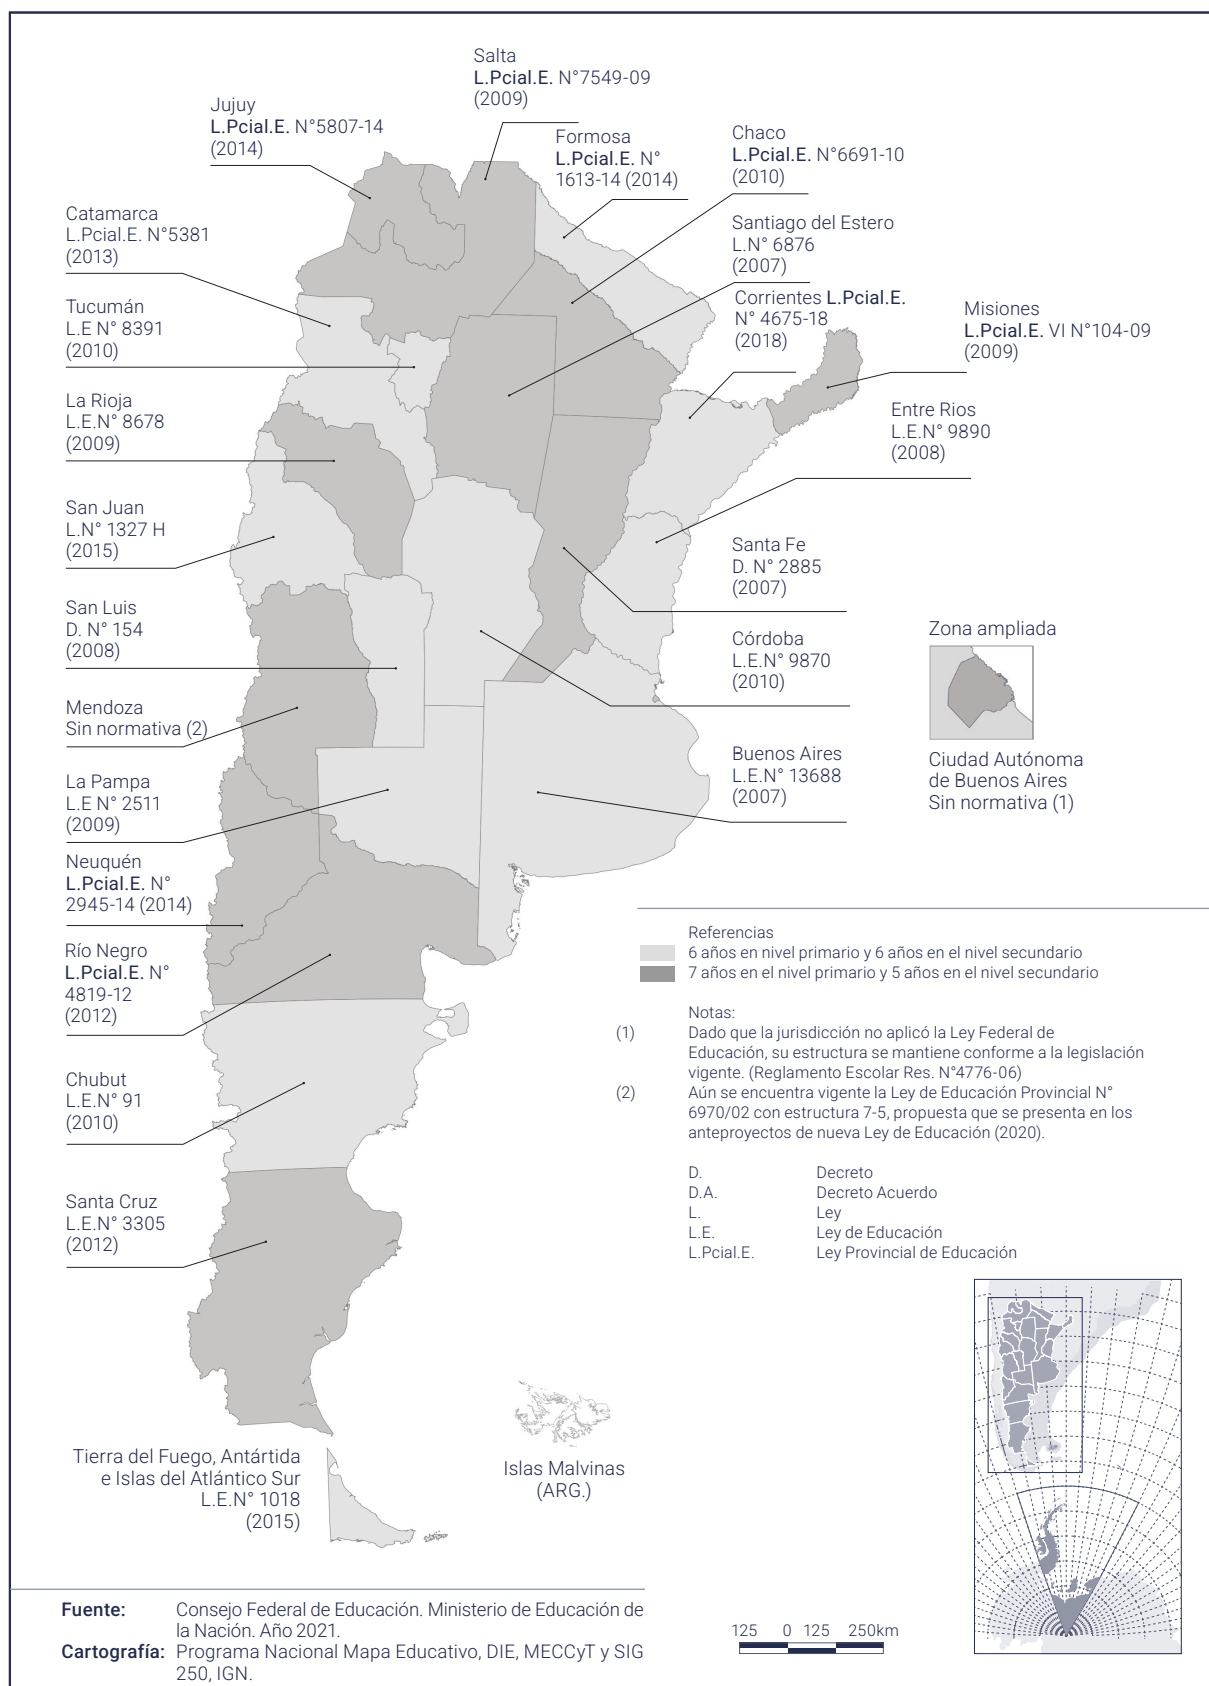 Salta
L.Pcial.E. N°7549-09
(2009)
Jujuy
L.Pcial.E. N°5807-14
(2014)
Formosa
L.Pcial.E. N°
1613-14 (2014)
Chaco
L.Pcial.E. N°6691-10
(2010)
Catamarca
L.Pcial.E. N°5381
(2013)
Santiago del Estero
L.N° 6876
(2007)
Tucumán
L.E N° 8391
(2010)
Corrientes L.Pcial.E.
N° 4675-18
(2018)
Misiones
L.Pcial.E. VI N°104-09
(2009)
La Rioja
L.E.N° 8678
(2009)
Entre Rios
L.E.N° 9890
(2008)
San Juan
L.N° 1327 H
(2015)
Santa Fe
D. N° 2885
(2007)
San Luis
D. N° 154
(2008)
Córdoba
L.E.N° 9870
(2010)
Zona ampliada
Ciudad Autónoma
de Buenos Aires
Sin normativa (1)
Mendoza
Sin normativa (2)
Buenos Aires
L.E.N° 13688
(2007)
La Pampa
L.E N° 2511
(2009)
Neuquén
L.Pcial.E. N°
2945-14 (2014)
Río Negro
L.Pcial.E. N°
4819-12
(2012)
Chubut
L.E.N° 91
(2010)
Santa Cruz
L.E.N° 3305
(2012)
Tierra del Fuego, Antártida
e Islas del Atlántico Sur
L.E.N° 1018
(2015)
Islas Malvinas
(ARG.)
Referencias
6 años en nivel primario y 6 años en el nivel secundario
7 años en el nivel primario y 5 años en el nivel secundario
Notas:
(1) Dado que la jurisdicción no aplicó la Ley Federal de
Educación, su estructura se mantiene conforme a la legislación
vigente. (Reglamento Escolar Res. N°4776-06)
(2) Aún se encuentra vigente la Ley de Educación Provincial N°
6970/02 con estructura 7-5, propuesta que se presenta en los
anteproyectos de nueva Ley de Educación (2020).
D. Decreto
D.A. Decreto Acuerdo
L. Ley
L.E. Ley de Educación
L.Pcial.E. Ley Provincial de Educación
Fuente: Consejo Federal de Educación. Ministerio de Educación de
la Nación. Año 2021.
Cartografía: Programa Nacional Mapa Educativo, DIE, MECCyT y SIG
250, IGN.
125 0 125 250km